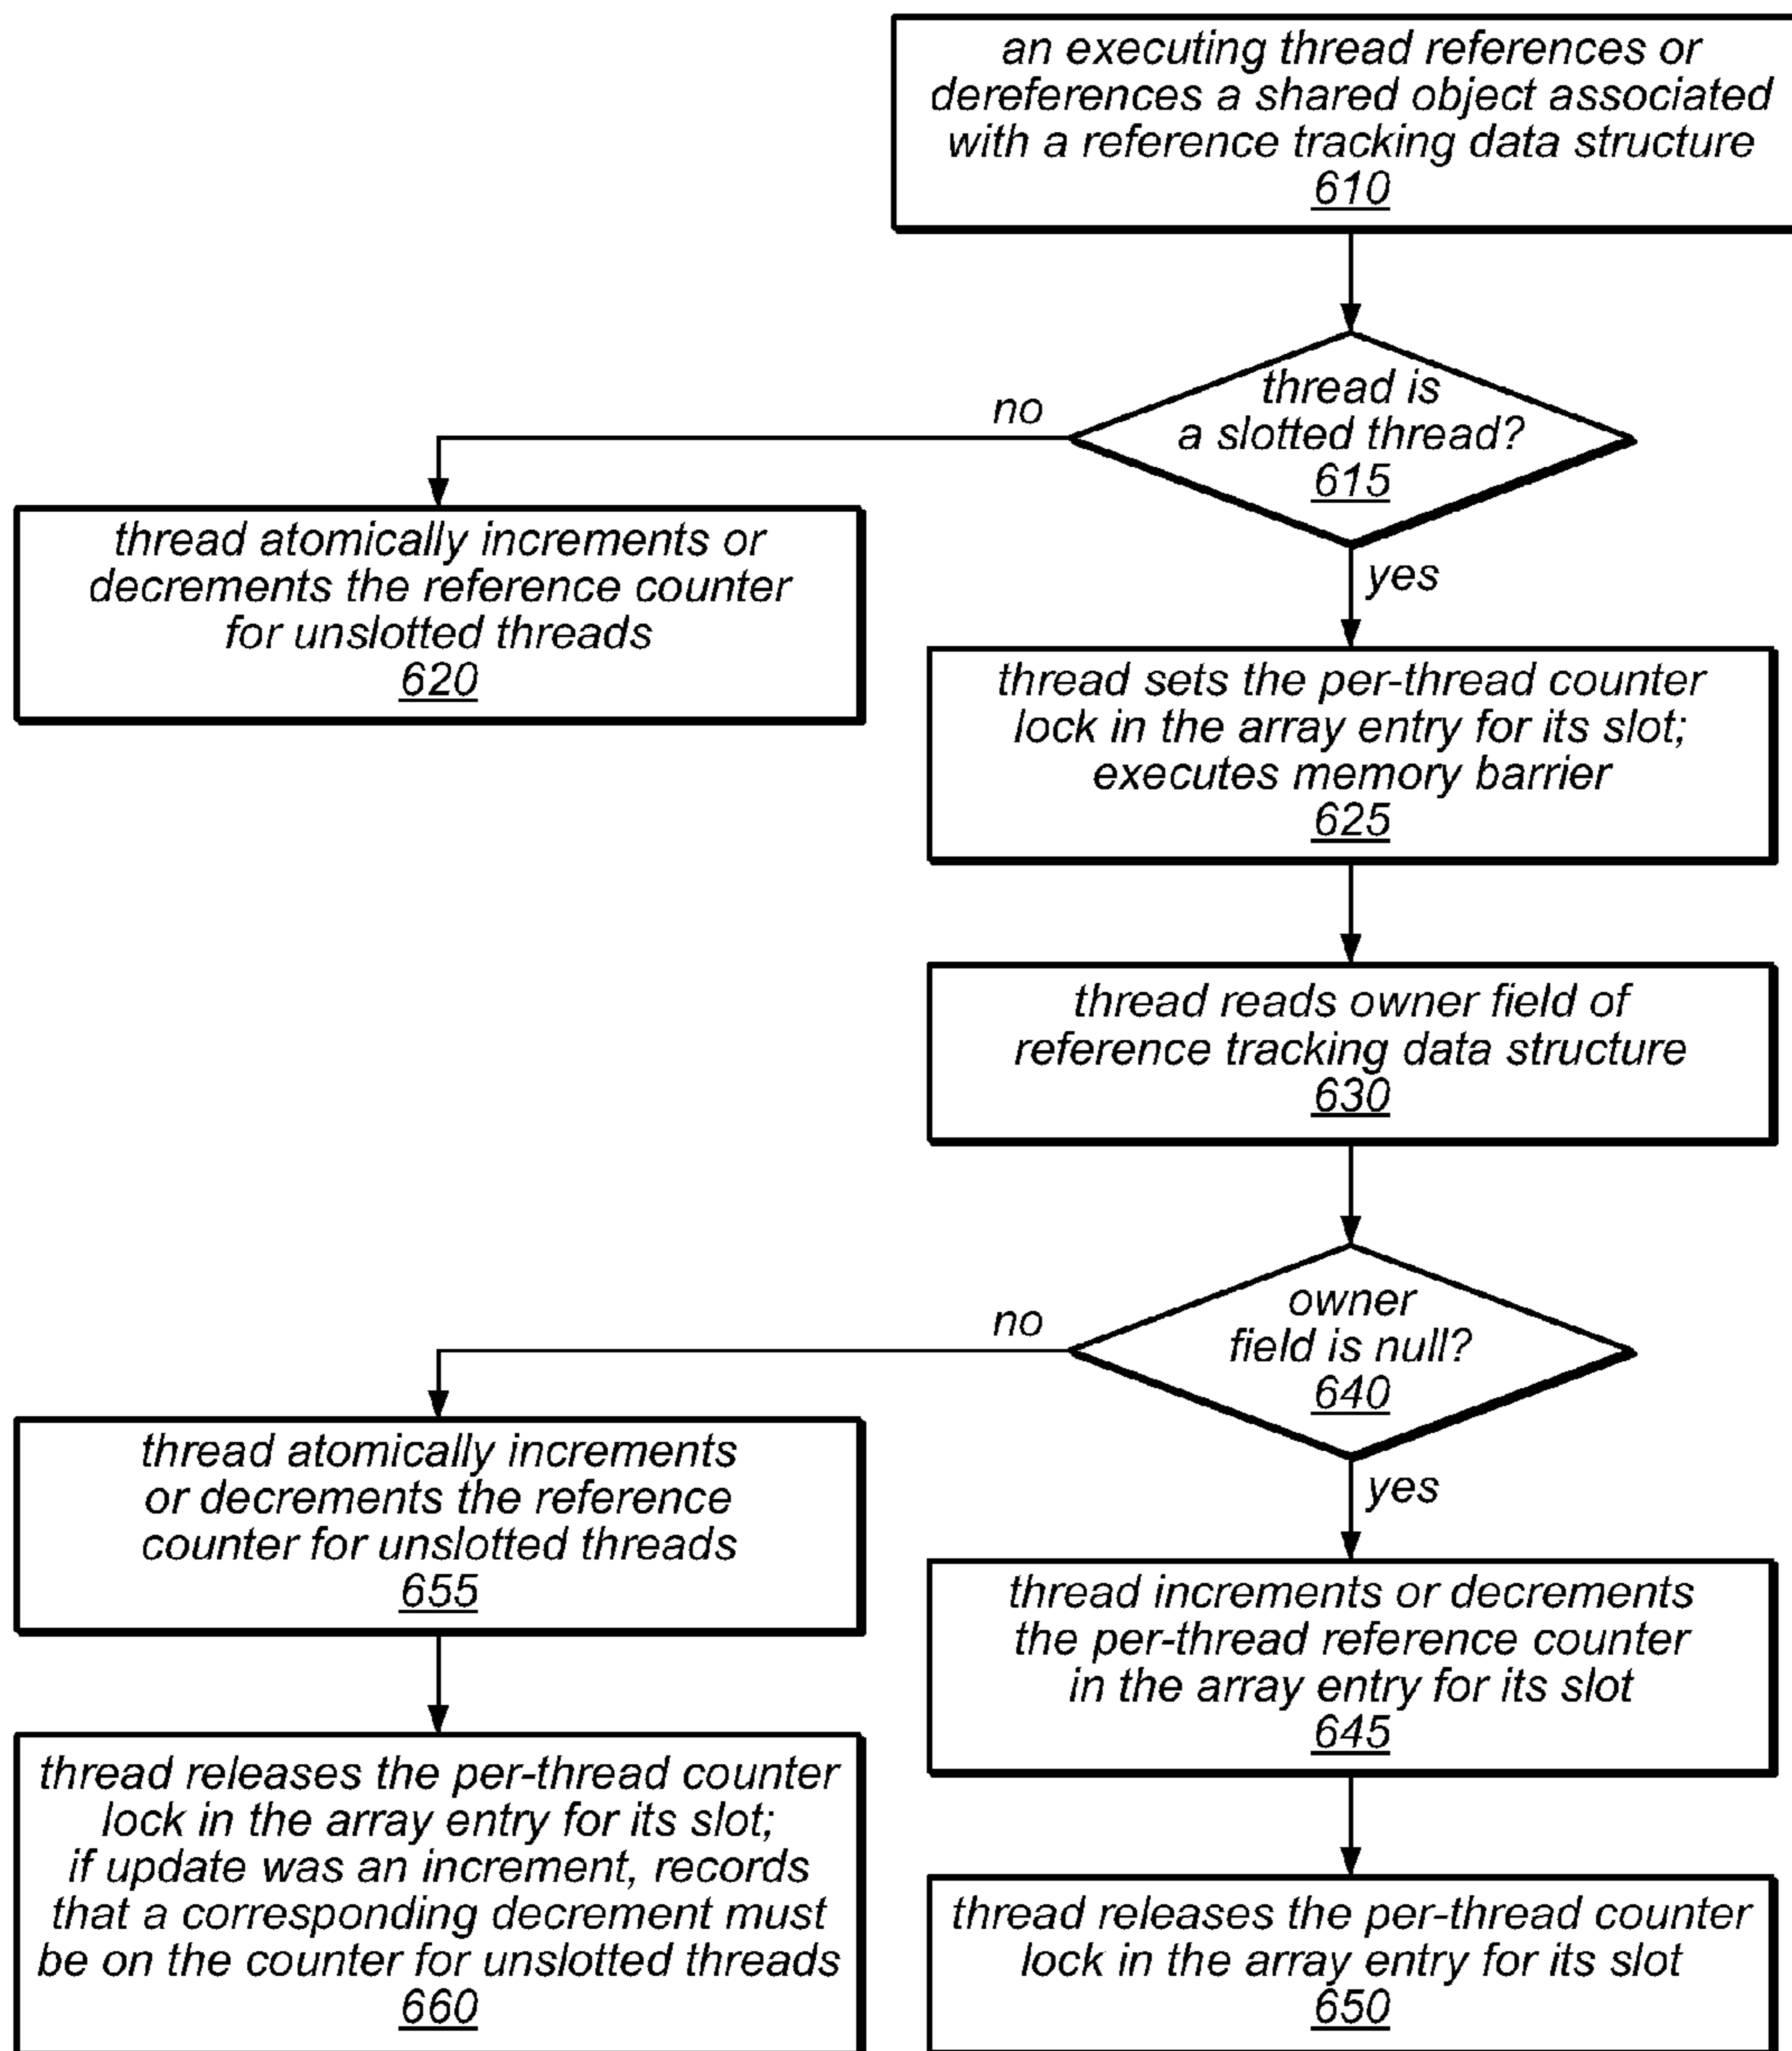 an executing thread references or
dereferences a shared object associated
with a reference tracking data structure
610
thread is
a slotted thread?
615
no
yes
thread atomically increments or
decrements the reference counter
for unslotted threads
620
thread sets the per-thread counter
lock in the array entry for its slot;
executes memory barrier
625
thread reads owner field of
reference tracking data structure
630
owner
field is null?
640
no
yes
thread atomically increments
or decrements the reference
counter for unslotted threads
655
thread increments or decrements
the per-thread reference counter
in the array entry for its slot
645
thread releases the per-thread counter
lock in the array entry for its slot;
if update was an increment, records
that a corresponding decrement must
be on the counter for unslotted threads
660
thread releases the per-thread counter
lock in the array entry for its slot
650